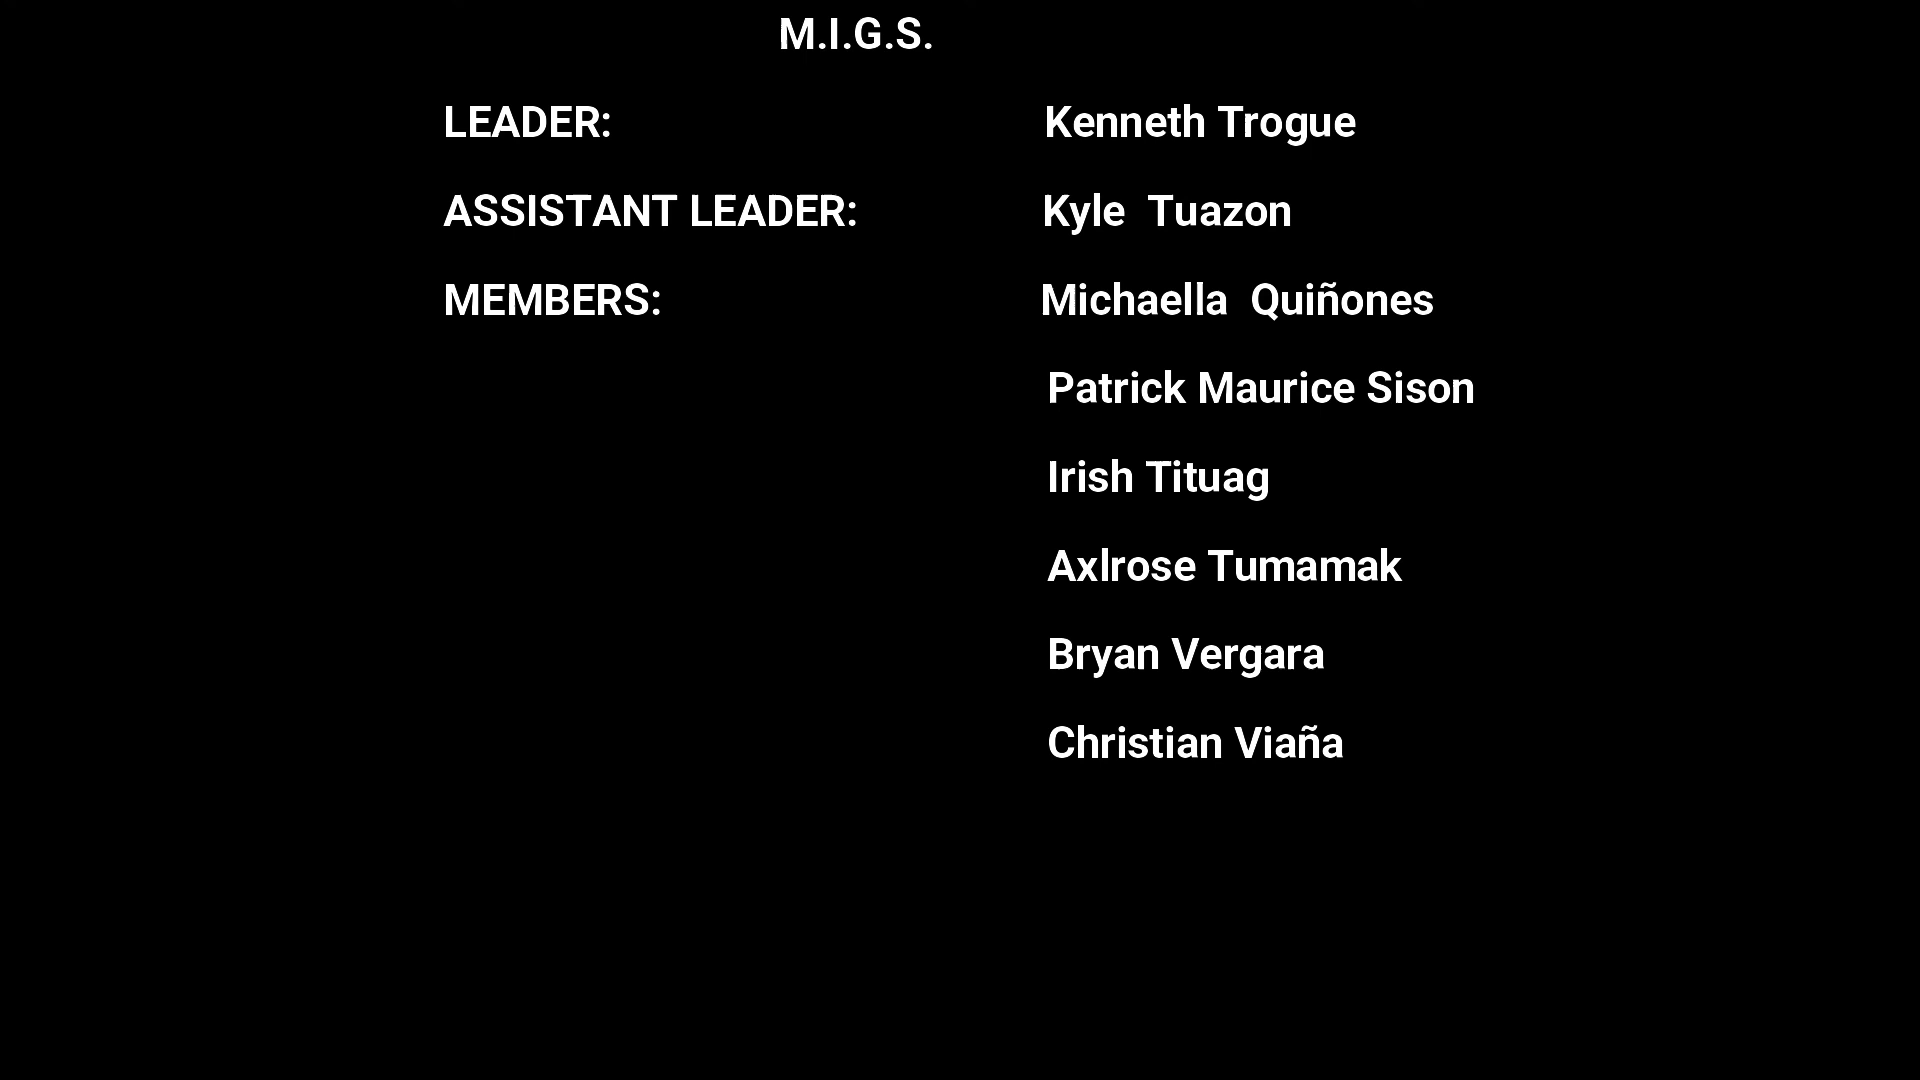 M.I.G.S.
LEADER: Kenneth Trogue
ASSISTANT LEADER: Kyle Tuazon
MEMBERS: Michaella Quiñones
Patrick Maurice Sison
Irish Tituag
Axlrose Tumamak
Bryan Vergara
Christian Viaña